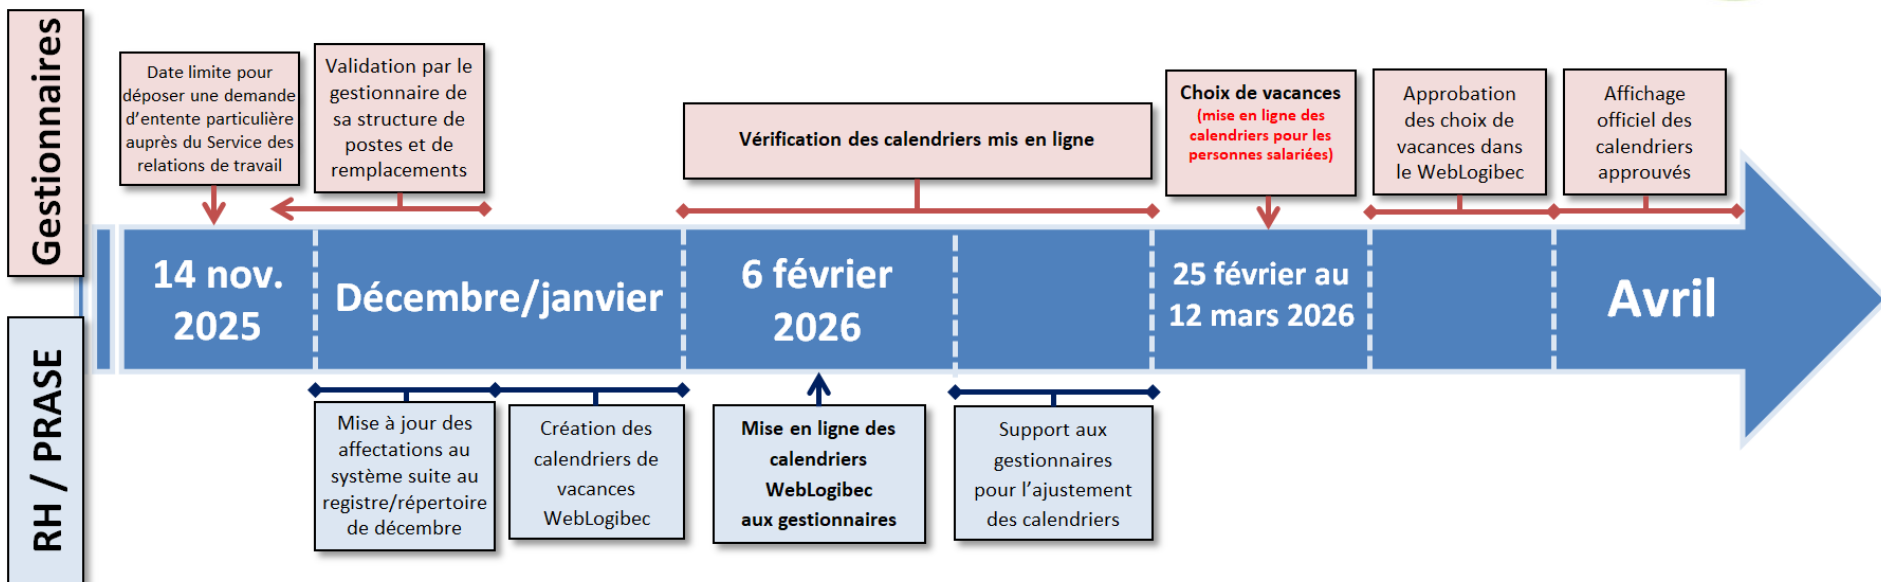 Gestionnaires
Date limite pour
déposer une demande
d’entente particulière
auprès du Service des
relations de travail
Validation par le
gestionnaire de
sa structure de
postes et de
remplacements
Vérification des calendriers mis en ligne
Choix de vacances
(mise en ligne des
calendriers pour les
personnes salariées)
Approbation
des choix de
vacances dans
le WebLogibec
Affichage
officiel des
calendriers
approuvés
14 nov.
2025
Décembre/janvier
6 février
2026
25 février au
12 mars 2026
Avril
RH / PRASE
Mise à jour des
affectations au
système suite au
registre/répertoire
de décembre
Création des
calendriers de
vacances
WebLogibec
Mise en ligne des
calendriers
WebLogibec
aux gestionnaires
Support aux
gestionnaires
pour l’ajustement
des calendriers